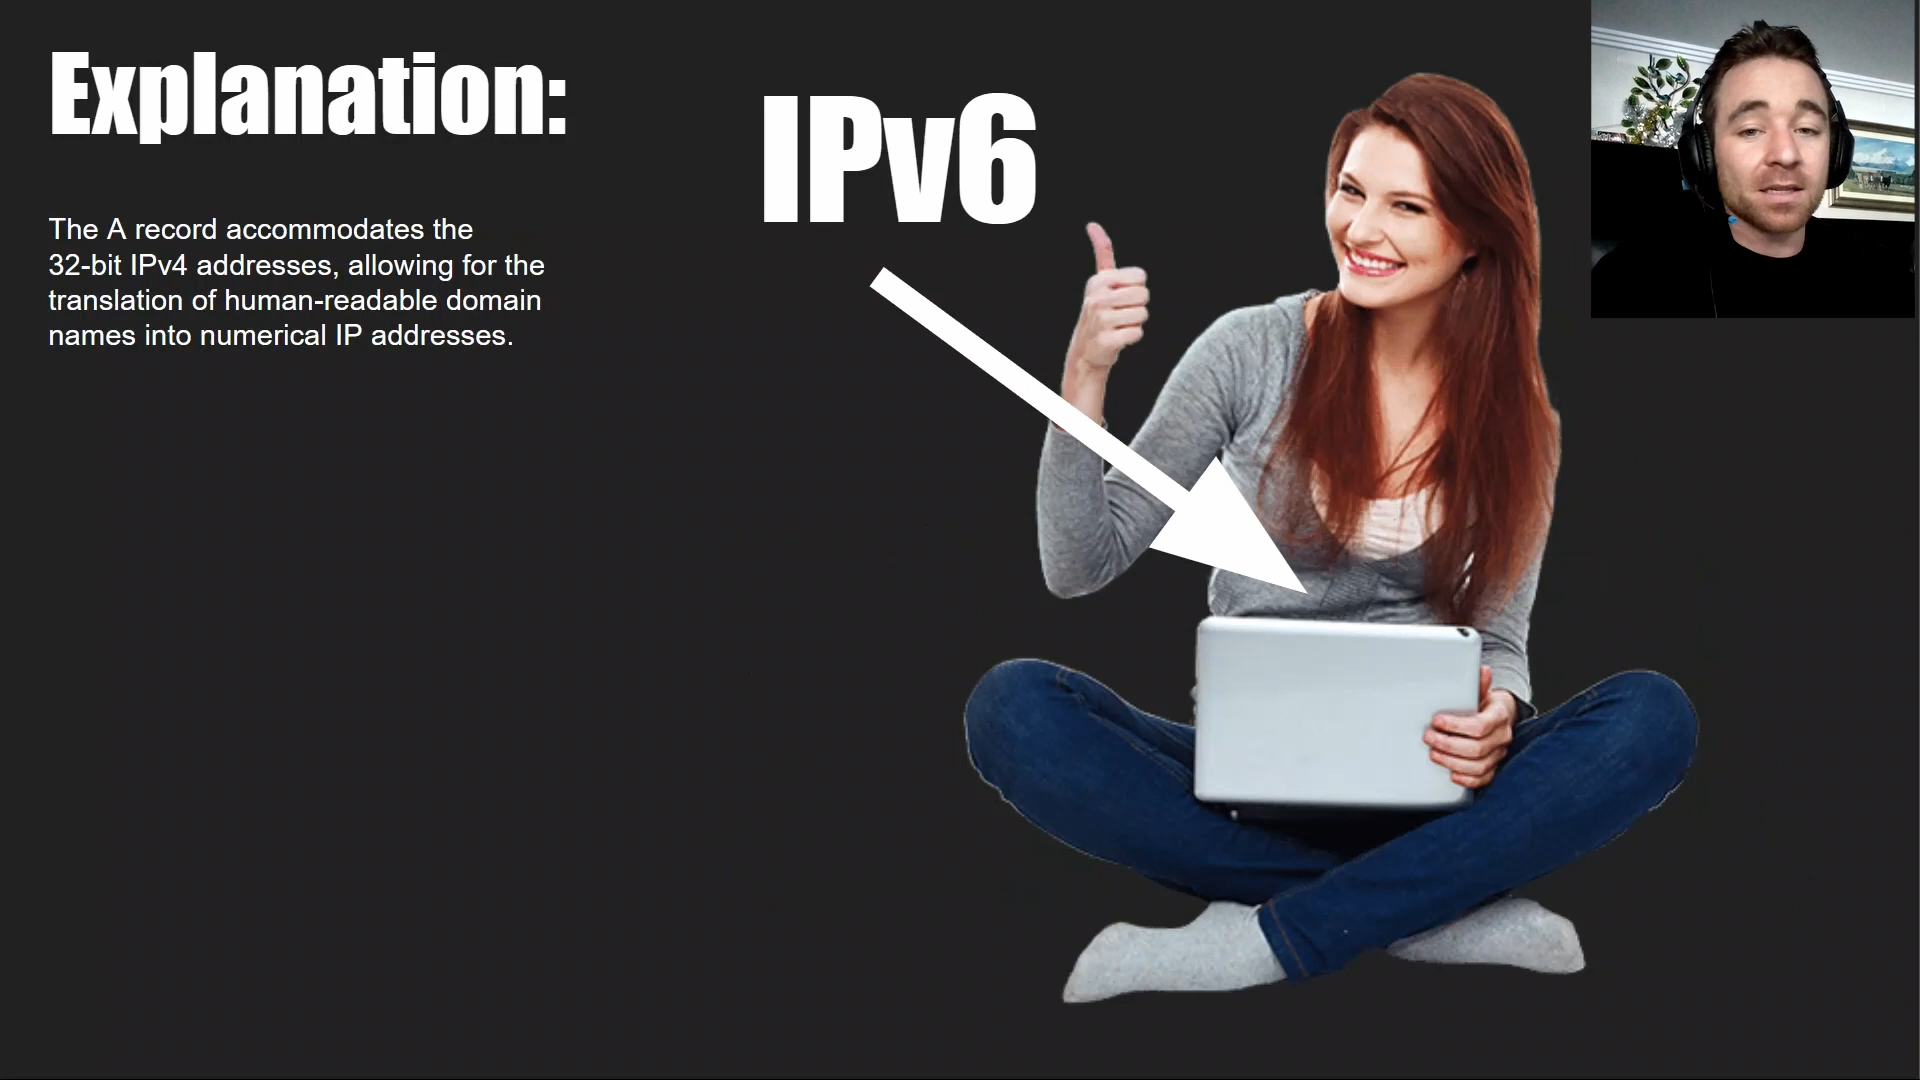 Explanation:
IPv6
The A record accommodates the
32-bit IPv4 addresses, allowing for the
translation of human-readable domain
names into numerical IP addresses.